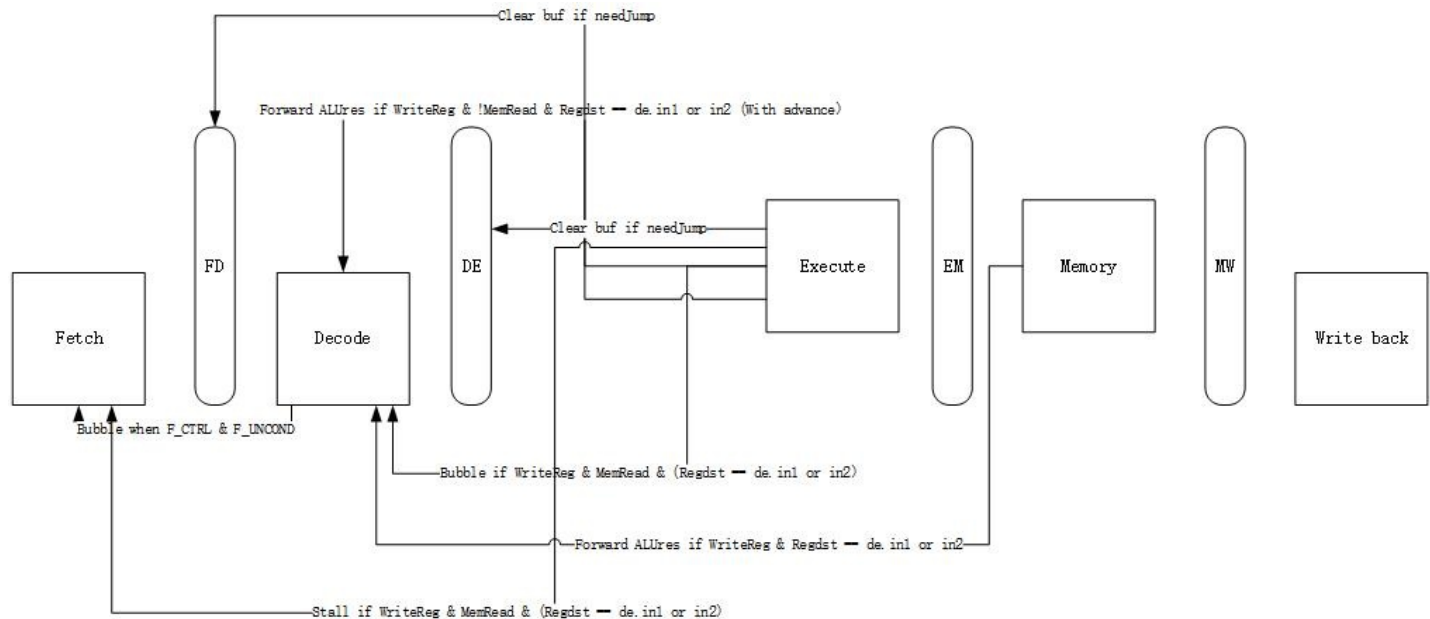 Clear buf if needJump
Forward ALUres if WriteReg & !MemRead & Regdst == de.in1 or in2 (With advance)
Clear buf if needJump
FD
DE
Execute
EM
Memory
MW
Fetch
Decode
Write back
Bubble when F_CTRL & F_UNCOND
Bubble if WriteReg & MemRead & (Regdst == de.in1 or in2)
Forward ALUres if WriteReg & Regdst == de.in1 or in2
Stall if WriteReg & MemRead & (Regdst == de.in1 or in2)